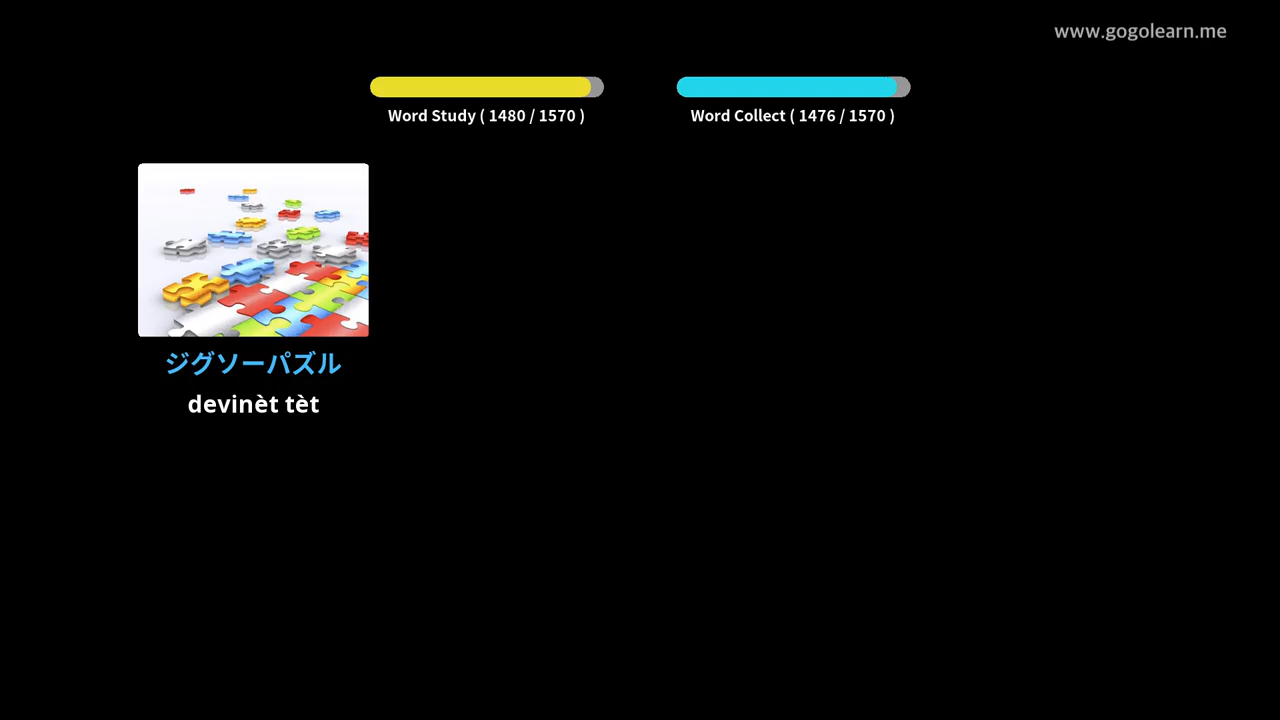 www.gogolearn.me
Word Study ( 1480 / 1570 )
Word Collect ( 1476 / 1570 )
ジグソーパズル
devinèt tèt